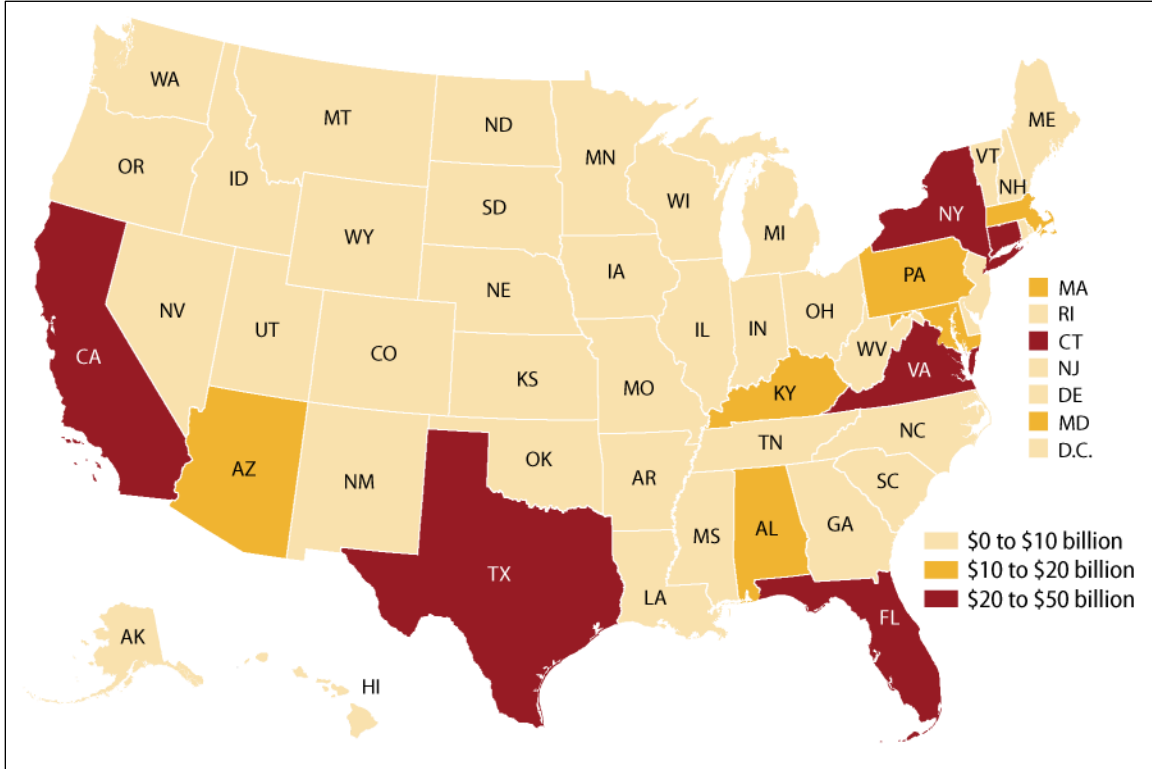 WA
MT
ND
MN
ME
VT
NH
OR
ID
SD
WI
MI
NY
WY
IA
NE
PA
NV
UT
CO
IL
IN
OH
WV
VA
CA
KS
MO
KY
AZ
NM
OK
AR
TN
NC
SC
MS
AL
GA
TX
LA
FL
AK
HI
MA
RI
CT
NJ
DE
MD
D.C.
$0 to $10 billion
$10 to $20 billion
$20 to $50 billion